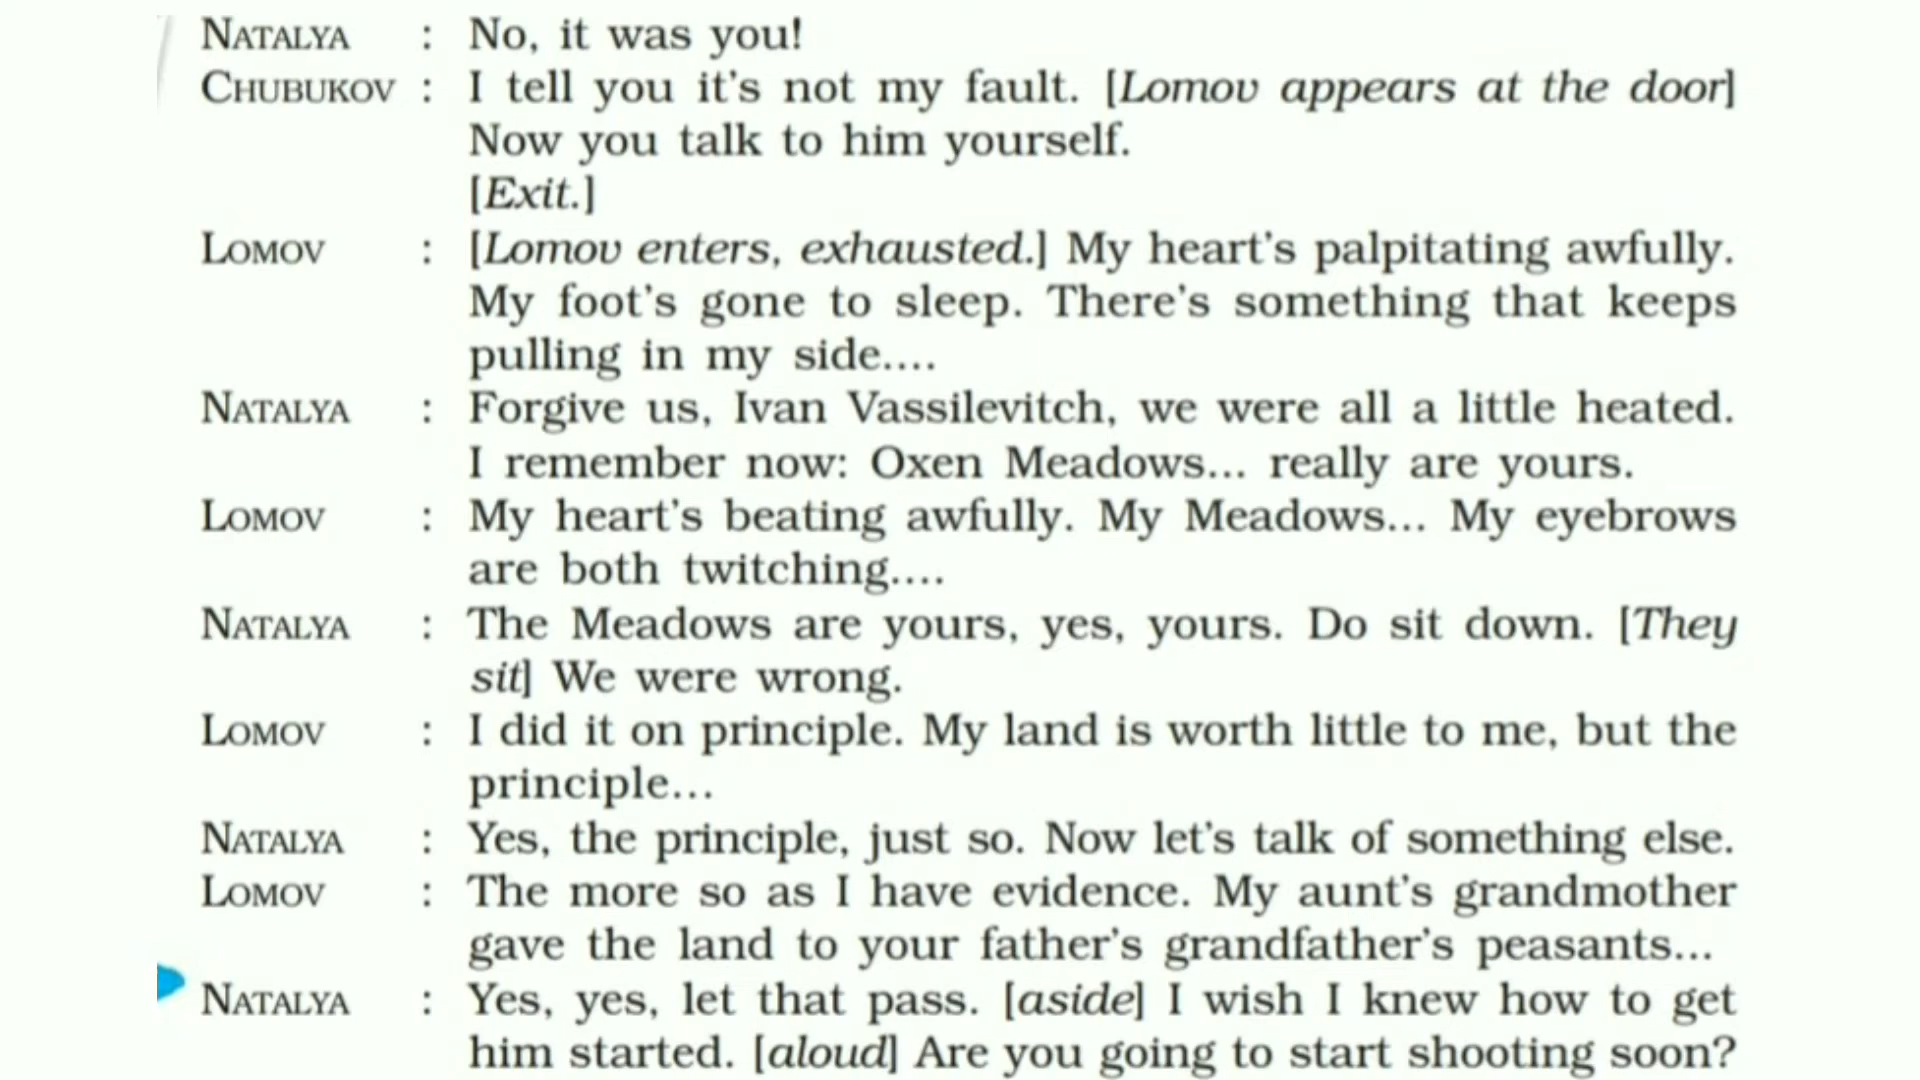 NATALYA : No, it was you!
CHUBUKOV : I tell you it's not my fault. [Lomov appears at the door]
Now you talk to him yourself.
[Exit.]
LOMOV : [Lomov enters, exhausted.] My heart's palpitating awfully.
My foot's gone to sleep. There's something that keeps
pulling in my side....
NATALYA : Forgive us, Ivan Vassilevitch, we were all a little heated.
I remember now: Oxen Meadows... really are yours.
LOMOV : My heart's beating awfully. My Meadows... My eyebrows
are both twitching....
NATALYA : The Meadows are yours, yes, yours. Do sit down. [They
sit] We were wrong.
LOMOV : I did it on principle. My land is worth little to me, but the
principle...
NATALYA : Yes, the principle, just so. Now let's talk of something else.
LOMOV : The more so as I have evidence. My aunt's grandmother
gave the land to your father's grandfather's peasants...
NATALYA : Yes, yes, let that pass. [aside] I wish I knew how to get
him started. [aloud] Are you going to start shooting soon?